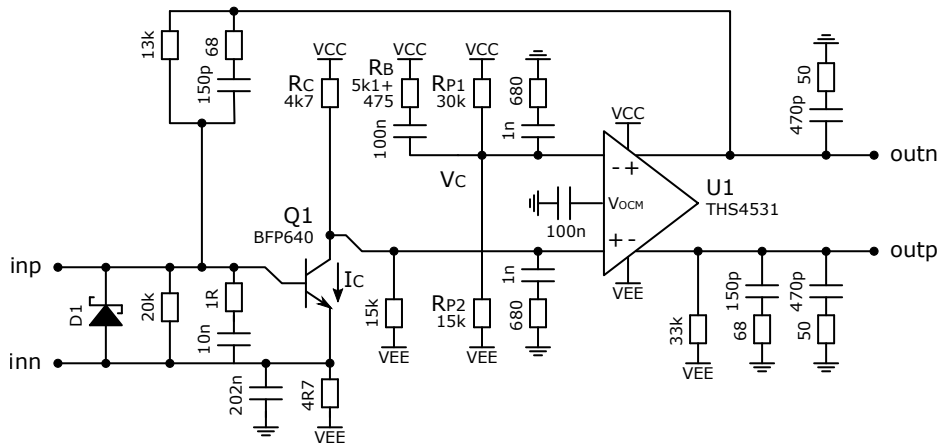 13k
68
150p
VCC
RC
4k7
VCC
RB
5k1+
475
100n
VCC
RP1
30k
680
1n
50
470p
VCC
outn
VC
- +
U1
THS4531
VOCM
100n
+ -
VEE
outp
Q1
BFP640
IC
inp
D1
20k
1R
10n
inn
202n
4R7
VEE
15k
VEE
RP2
15k
VEE
1n
680
33k
VEE
150p
68
470p
50